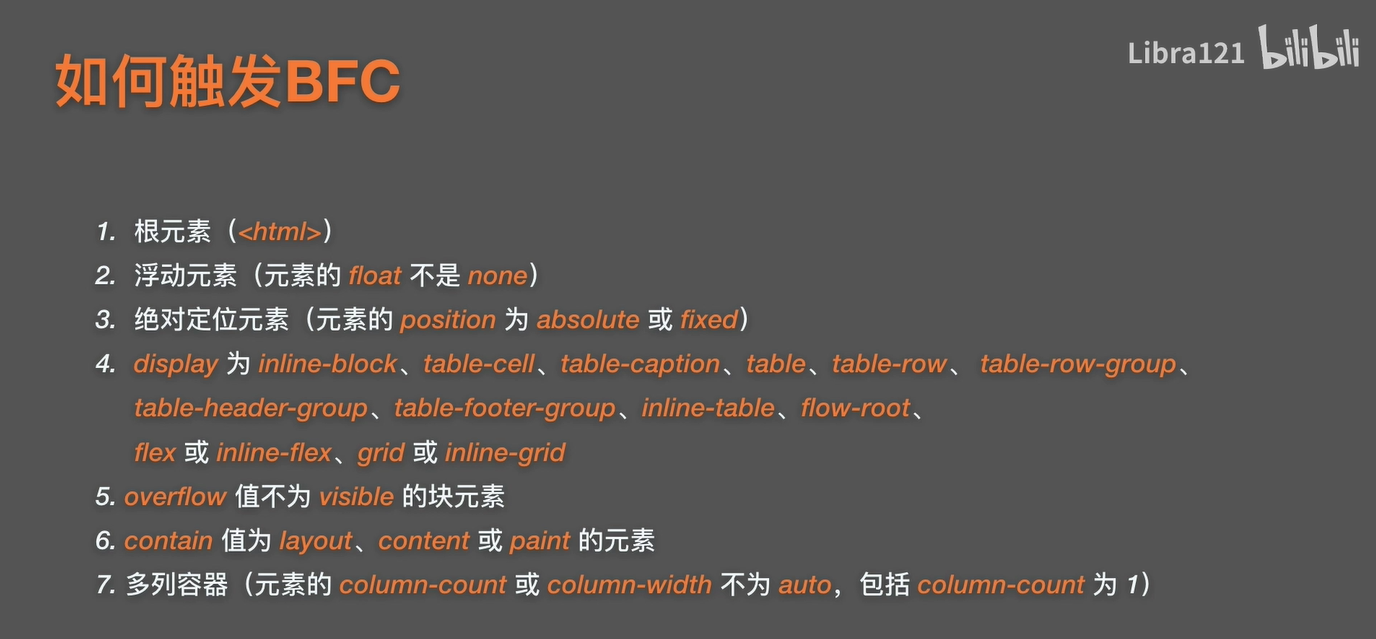 Libra121 bilibili
如何触发BFC
1. 根元素（<html>）
2. 浮动元素（元素的 float 不是 none）
3. 绝对定位元素（元素的 position 为 absolute 或 fixed）
4. display 为 inline-block、table-cell、table-caption、table、table-row、 table-row-group、
table-header-group、table-footer-group、inline-table、flow-root、
flex 或 inline-flex、grid 或 inline-grid
5. overflow 值不为 visible 的块元素
6. contain 值为 layout、content 或 paint 的元素
7. 多列容器（元素的 column-count 或 column-width 不为 auto，包括 column-count 为 1）